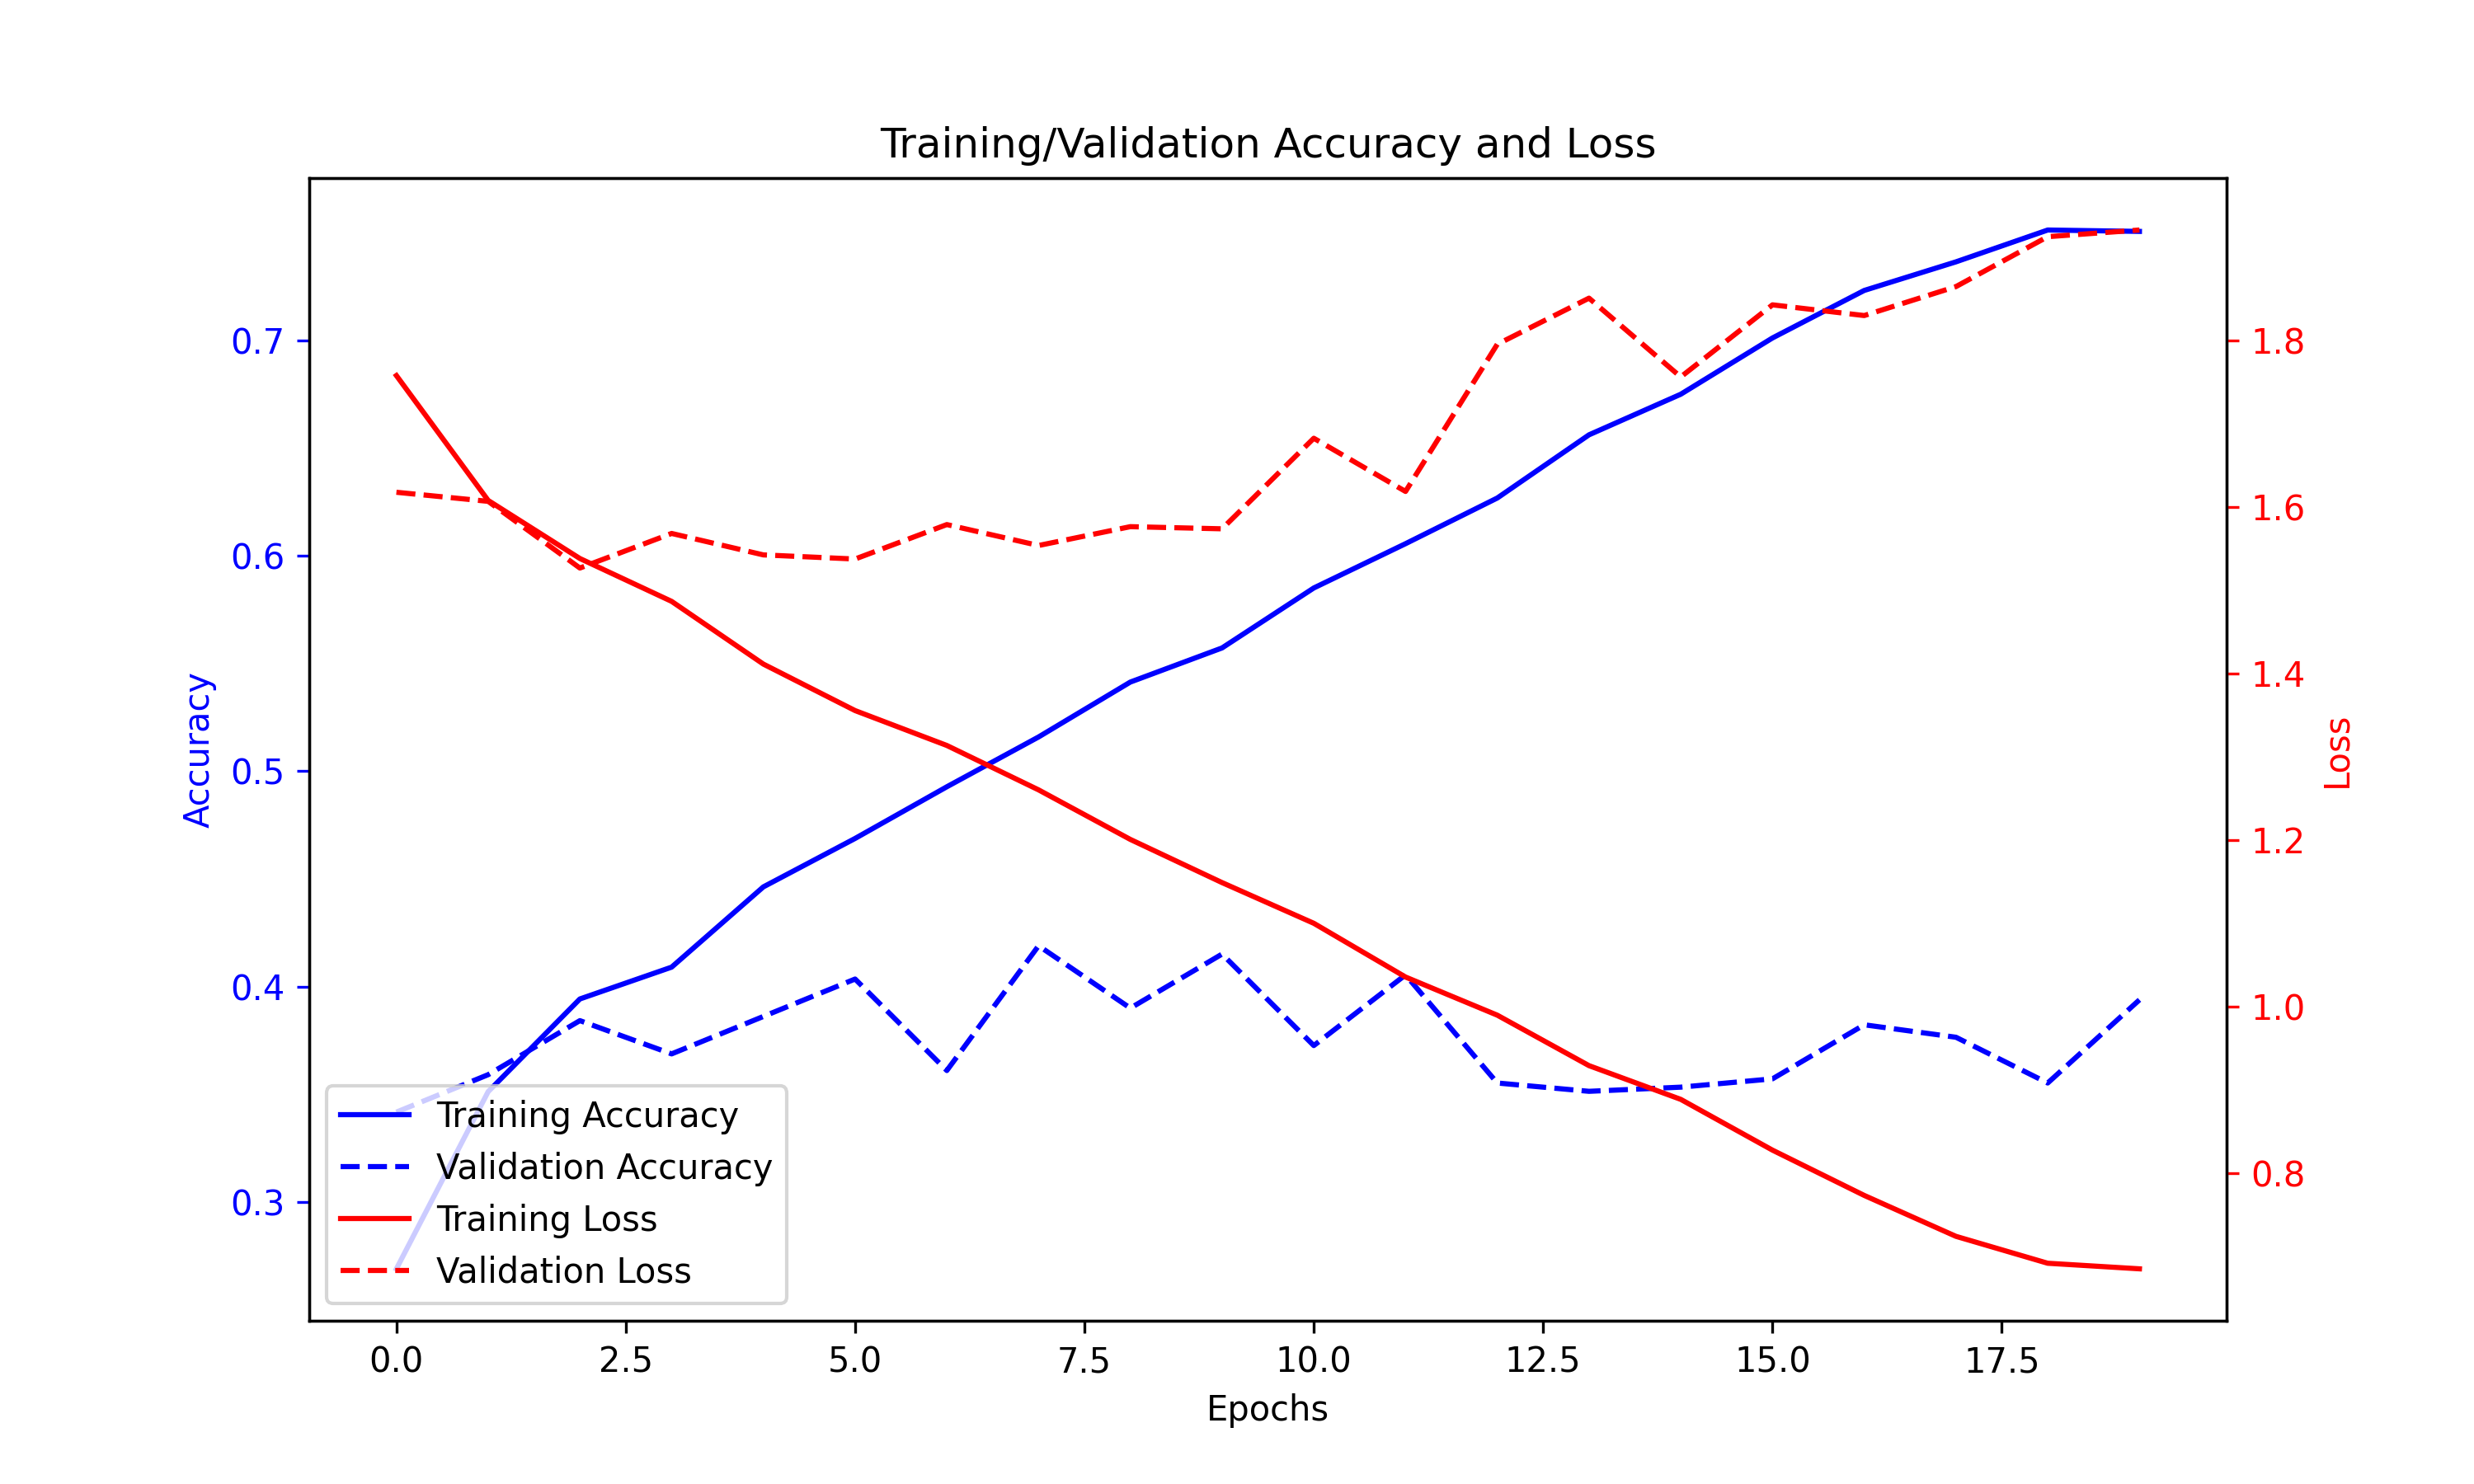 Training/Validation Accuracy and Loss
Accuracy
0.7
0.6
0.5
0.4
0.3
1.8
1.6
1.4
1.2
1.0
0.8
Loss
Training Accuracy
Validation Accuracy
Training Loss
Validation Loss
0.0 2.5 5.0 7.5 10.0 12.5 15.0 17.5
Epochs